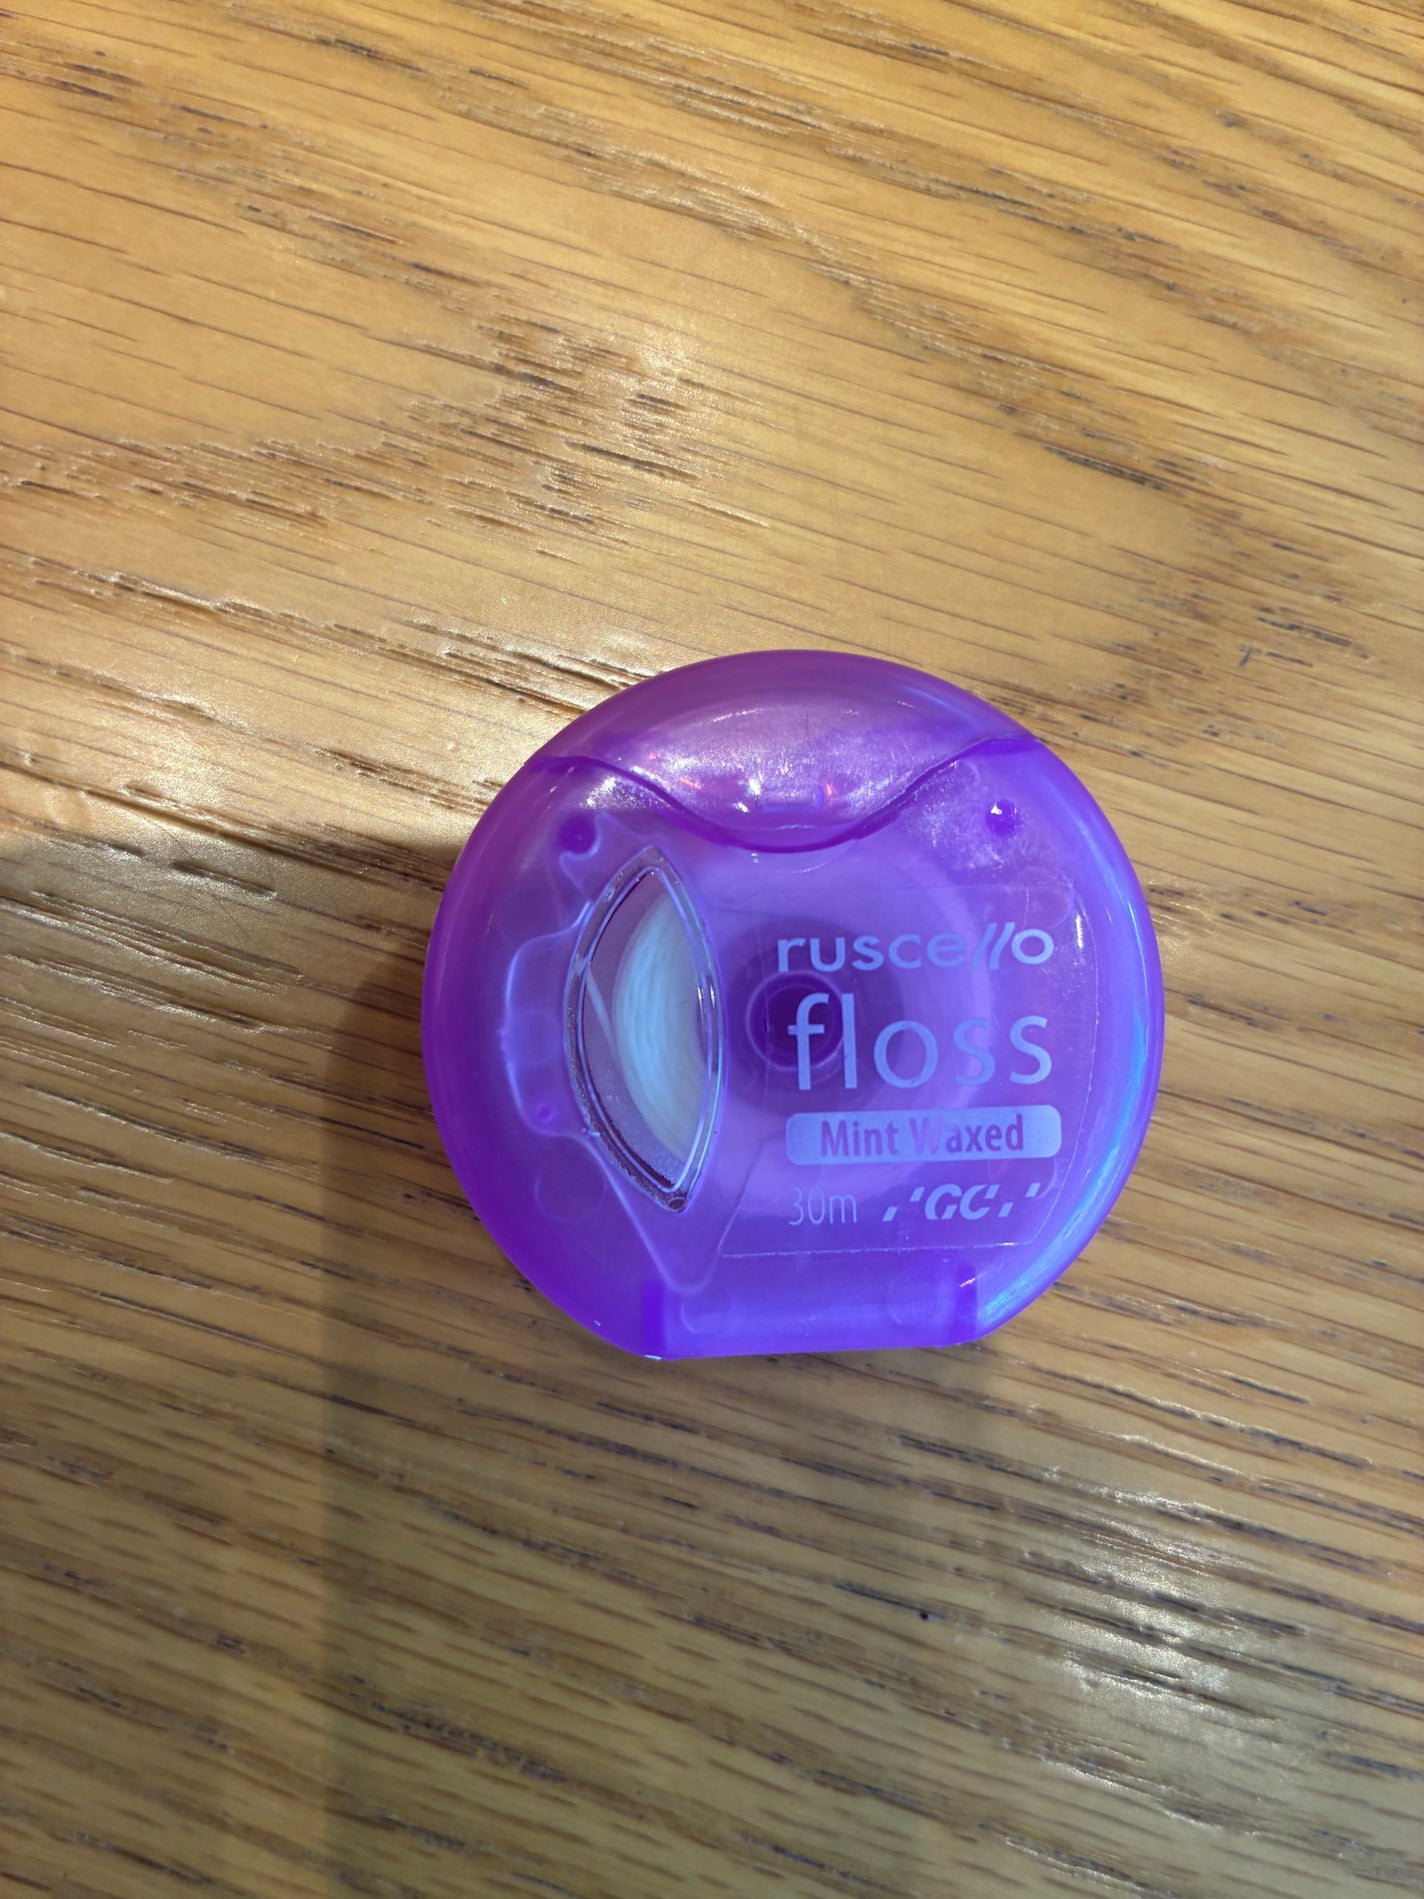 ruscello
floss
Mint Waxed
30m 'GC'